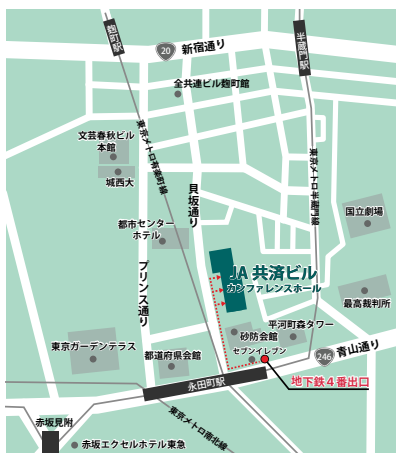 麹町駅
20
新宿通り
半蔵門駅
全共連ビル麹町館
文芸春秋ビル
本館
城西大
東京メトロ有楽町線
貝坂通り
東京メトロ半蔵門線
国立劇場
都市センター
ホテル
プリンス通り
JA 共済ビル
カンファレンスホール
最高裁判所
平河町森タワー
砂防会館
セブンイレブン
東京ガーデンテラス
都道府県会館
246
青山通り
永田町駅
地下鉄4番出口
東京メトロ南北線
赤坂見附
赤坂エクセルホテル東急